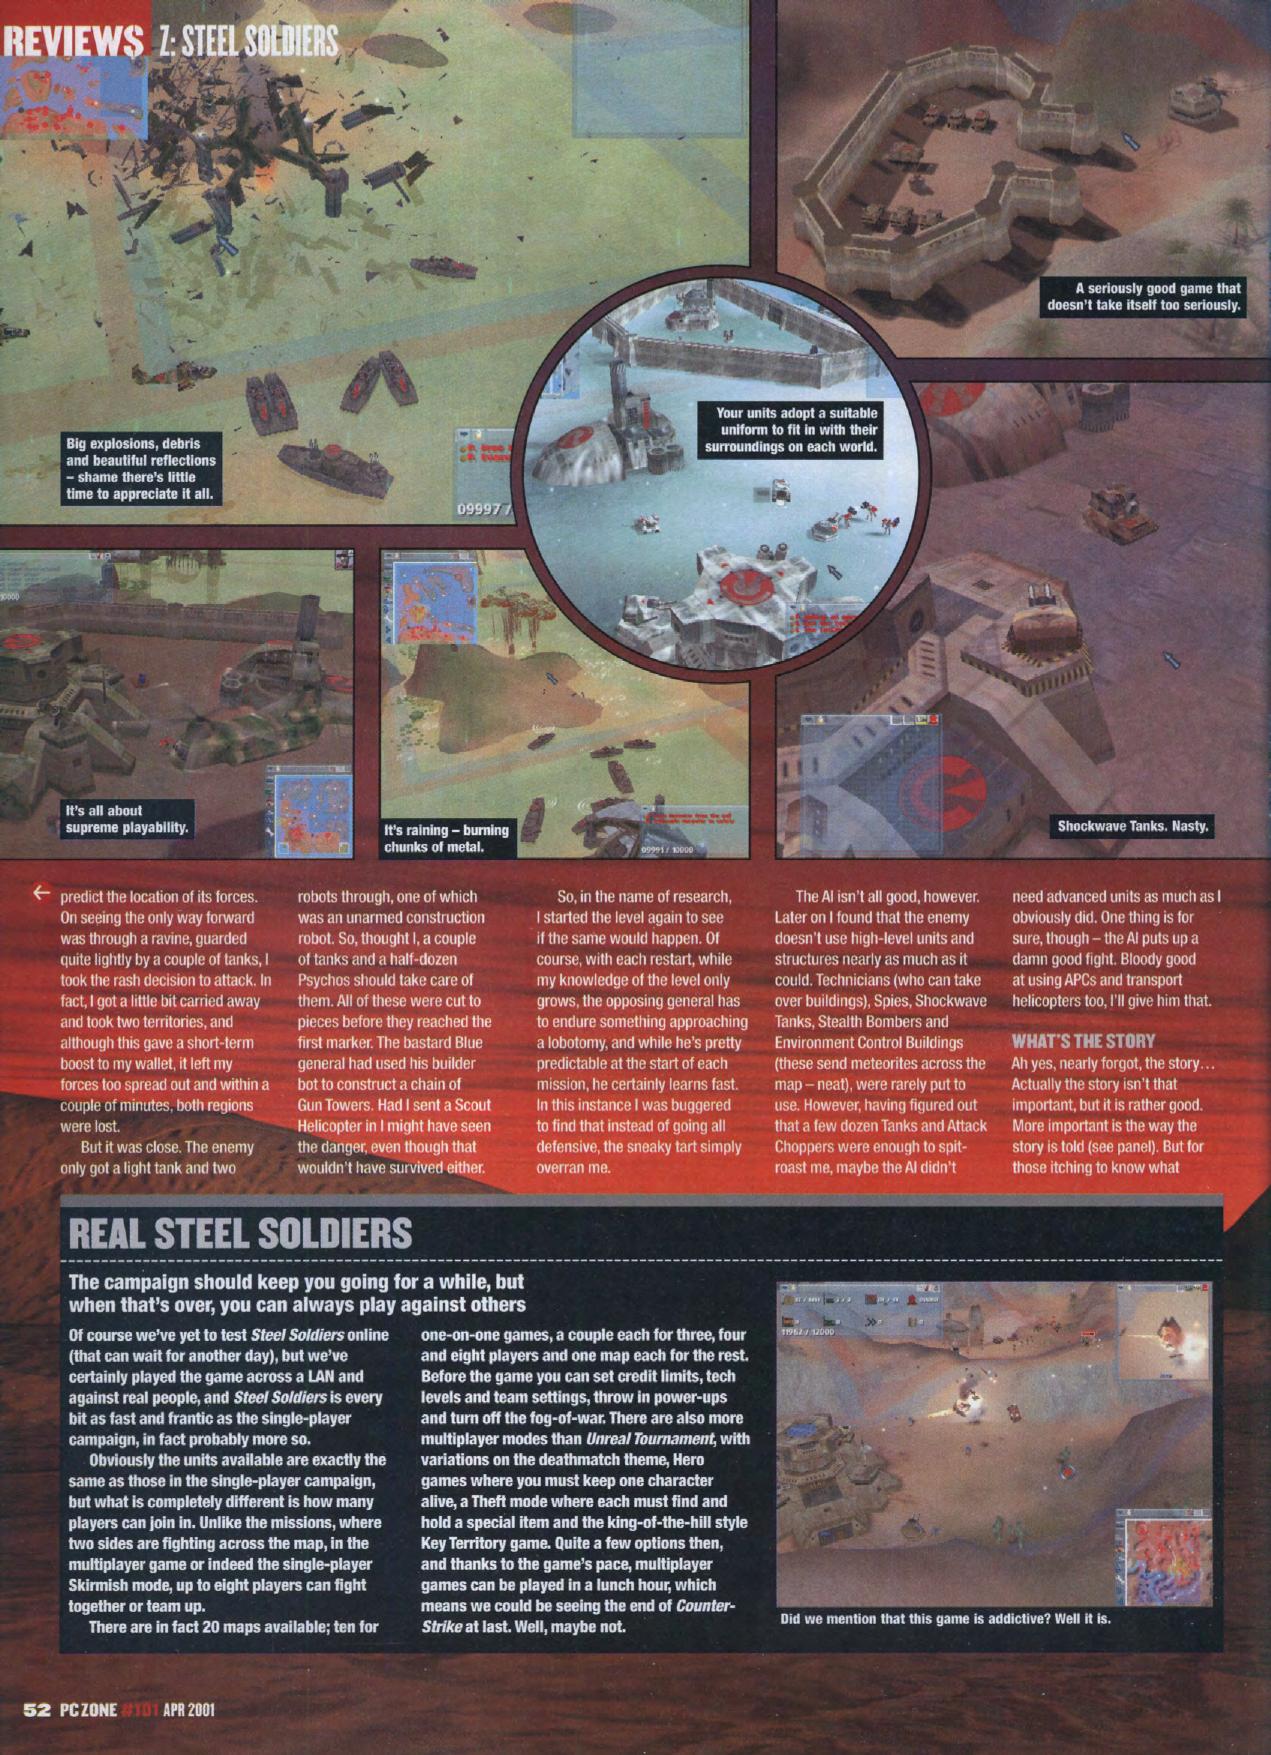 REVIEWS Z: STEEL SOLDIERS
A seriously good game that
doesn't take itself too seriously.
Your units adopt a suitable
uniform to fit in with their
surroundings on each world.
Big explosions, debris
and beautiful reflections
– shame there's little
time to appreciate it all.
09997 /
10000
It's all about
supreme playability.
It's raining – burning
chunks of metal.
09991 / 10000
Shockwave Tanks. Nasty.
predict the location of its forces.
On seeing the only way forward
was through a ravine, guarded
quite lightly by a couple of tanks, I
took the rash decision to attack. In
fact, I got a little bit carried away
and took two territories, and
although this gave a short-term
boost to my wallet, it left my
forces too spread out and within a
couple of minutes, both regions
were lost.
But it was close. The enemy
only got a light tank and two
robots through, one of which
was an unarmed construction
robot. So, thought I, a couple
of tanks and a half-dozen
Psychos should take care of
them. All of these were cut to
pieces before they reached the
first marker. The bastard Blue
general had used his builder
bot to construct a chain of
Gun Towers. Had I sent a Scout
Helicopter in I might have seen
the danger, even though that
wouldn't have survived either.
So, in the name of research,
I started the level again to see
if the same would happen. Of
course, with each restart, while
my knowledge of the level only
grows, the opposing general has
to endure something approaching
a lobotomy, and while he's pretty
predictable at the start of each
mission, he certainly learns fast.
In this instance I was buggered
to find that instead of going all
defensive, the sneaky tart simply
overran me.
The AI isn't all good, however.
Later on I found that the enemy
doesn't use high-level units and
structures nearly as much as it
could. Technicians (who can take
over buildings), Spies, Shockwave
Tanks, Stealth Bombers and
Environment Control Buildings
(these send meteorites across the
map – neat), were rarely put to
use. However, having figured out
that a few dozen Tanks and Attack
Choppers were enough to spit-
roast me, maybe the AI didn't
need advanced units as much as I
obviously did. One thing is for
sure, though – the AI puts up a
damn good fight. Bloody good
at using APCs and transport
helicopters too, I'll give him that.
WHAT'S THE STORY
Ah yes, nearly forgot, the story...
Actually the story isn't that
important, but it is rather good.
More important is the way the
story is told (see panel). But for
those itching to know what
REAL STEEL SOLDIERS
The campaign should keep you going for a while, but
when that's over, you can always play against others
Of course we've yet to test Steel Soldiers online
(that can wait for another day), but we've
certainly played the game across a LAN and
against real people, and Steel Soldiers is every
bit as fast and frantic as the single-player
campaign, in fact probably more so.
Obviously the units available are exactly the
same as those in the single-player campaign,
but what is completely different is how many
players can join in. Unlike the missions, where
two sides are fighting across the map, in the
multiplayer game or indeed the single-player
Skirmish mode, up to eight players can fight
together or team up.
There are in fact 20 maps available; ten for
one-on-one games, a couple each for three, four
and eight players and one map each for the rest.
Before the game you can set credit limits, tech
levels and team settings, throw in power-ups
and turn off the fog-of-war. There are also more
multiplayer modes than Unreal Tournament, with
variations on the deathmatch theme, Hero
games where you must keep one character
alive, a Theft mode where each must find and
hold a special item and the king-of-the-hill style
Key Territory game. Quite a few options then,
and thanks to the game's pace, multiplayer
games can be played in a lunch hour, which
means we could be seeing the end of Counter-
Strike at last. Well, maybe not.
11962 / 12000
Did we mention that this game is addictive? Well it is.
52 PCZONE #101 APR 2001